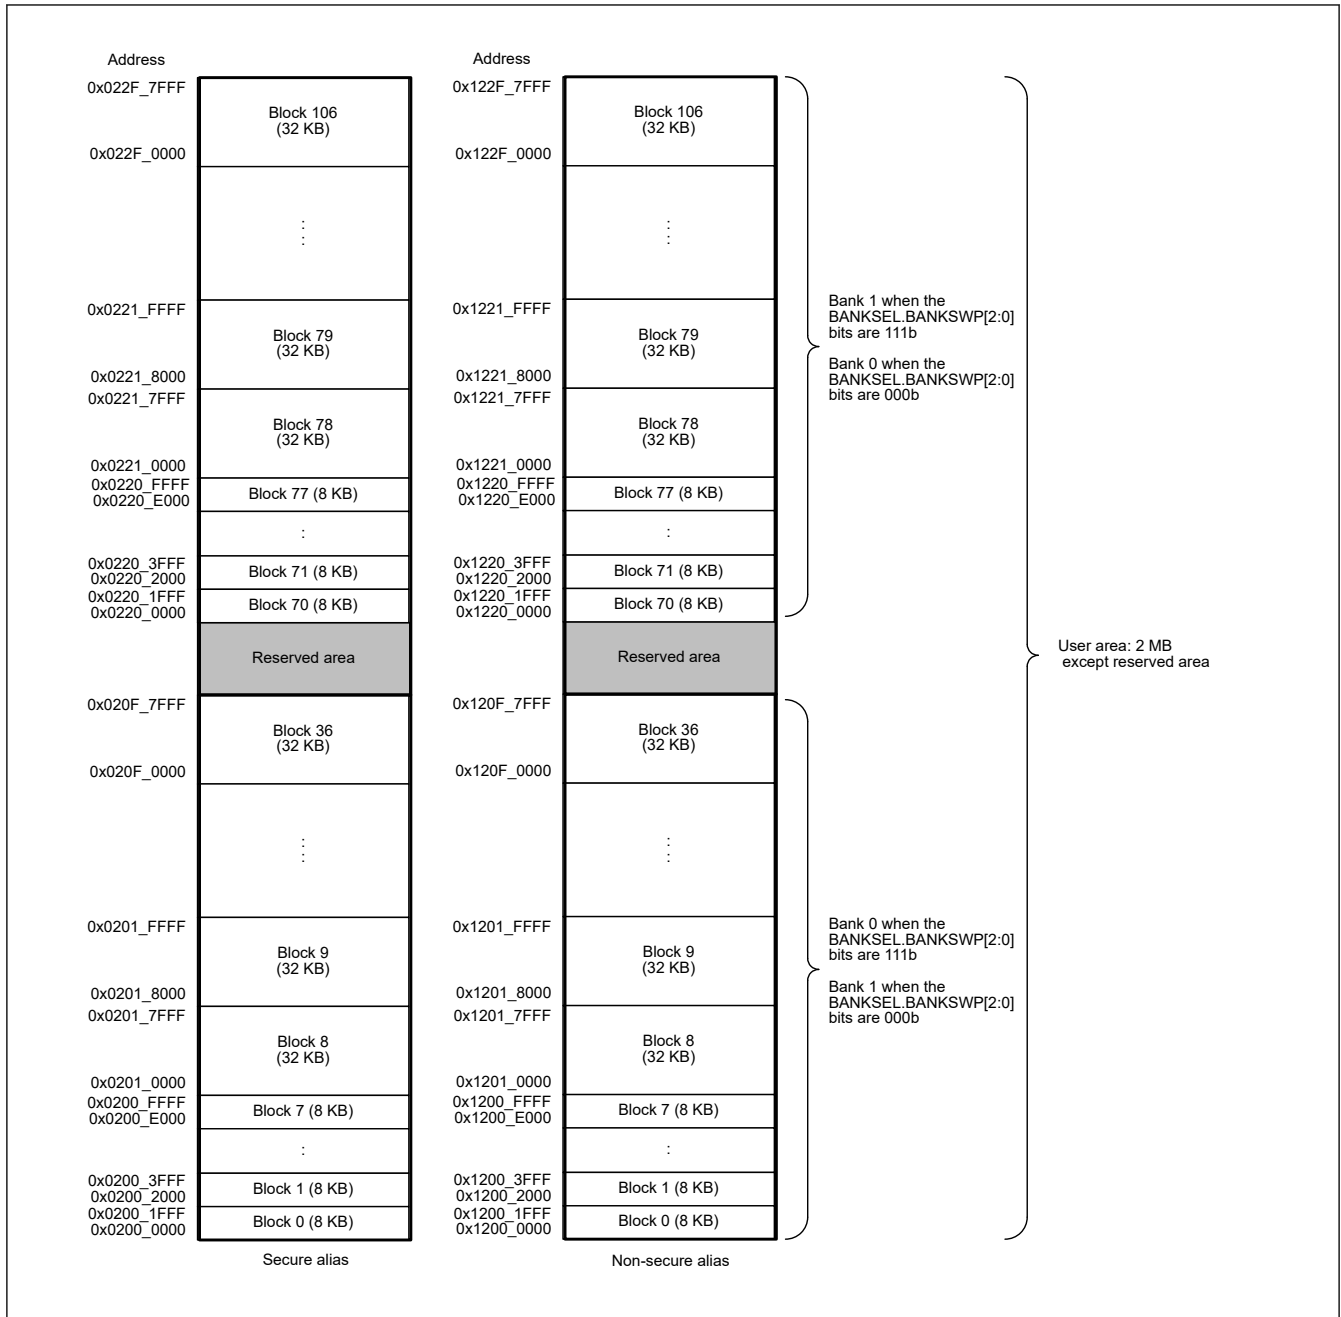 Address
0x022F_7FFF
Block 106
(32 KB)
0x022F_0000
:
:
0x0221_FFFF
Block 79
(32 KB)
0x0221_8000
0x0221_7FFF
Block 78
(32 KB)
0x0221_0000
0x0220_FFFF
Block 77 (8 KB)
0x0220_E000
:
0x0220_3FFF
Block 71 (8 KB)
0x0220_2000
0x0220_1FFF
Block 70 (8 KB)
0x0220_0000
Reserved area
0x020F_7FFF
Block 36
(32 KB)
0x020F_0000
:
:
0x0201_FFFF
Block 9
(32 KB)
0x0201_8000
0x0201_7FFF
Block 8
(32 KB)
0x0201_0000
0x0200_FFFF
Block 7 (8 KB)
0x0200_E000
:
0x0200_3FFF
Block 1 (8 KB)
0x0200_2000
0x0200_1FFF
Block 0 (8 KB)
0x0200_0000
Secure alias
Address
0x122F_7FFF
Block 106
(32 KB)
0x122F_0000
:
:
0x1221_FFFF
Block 79
(32 KB)
0x1221_8000
0x1221_7FFF
Block 78
(32 KB)
0x1221_0000
0x1220_FFFF
Block 77 (8 KB)
0x1220_E000
:
0x1220_3FFF
Block 71 (8 KB)
0x1220_2000
0x1220_1FFF
Block 70 (8 KB)
0x1220_0000
Reserved area
0x120F_7FFF
Block 36
(32 KB)
0x120F_0000
:
:
0x1201_FFFF
Block 9
(32 KB)
0x1201_8000
0x1201_7FFF
Block 8
(32 KB)
0x1201_0000
0x1200_FFFF
Block 7 (8 KB)
0x1200_E000
:
0x1200_3FFF
Block 1 (8 KB)
0x1200_2000
0x1200_1FFF
Block 0 (8 KB)
0x1200_0000
Non-secure alias
Bank 1 when the
BANKSEL.BANKSWP[2:0]
bits are 111b
Bank 0 when the
BANKSEL.BANKSWP[2:0]
bits are 000b
Bank 0 when the
BANKSEL.BANKSWP[2:0]
bits are 111b
Bank 1 when the
BANKSEL.BANKSWP[2:0]
bits are 000b
User area: 2 MB
except reserved area